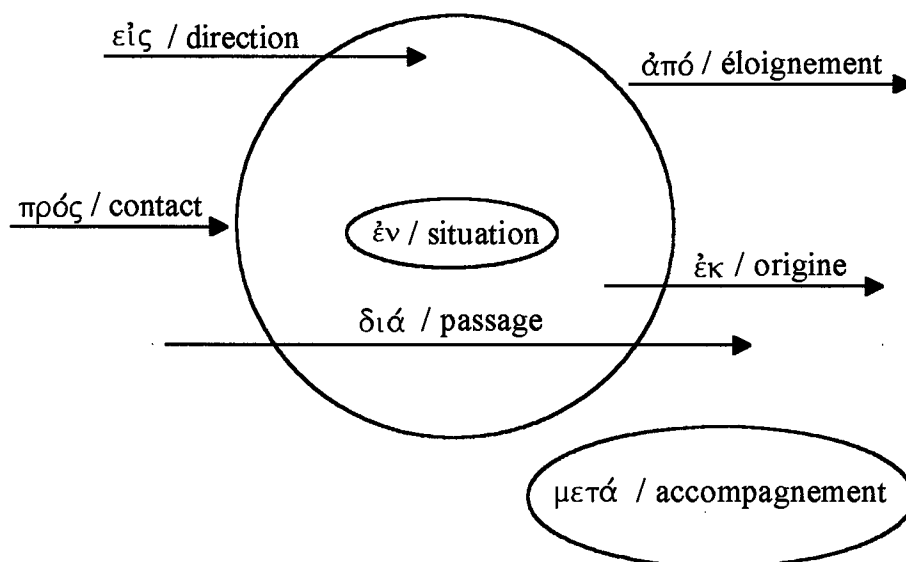 εἰς / direction
ἀπό / éloignement
πρός / contact
ἐν / situation
ἐκ / origine
διά / passage
μετά / accompagnement